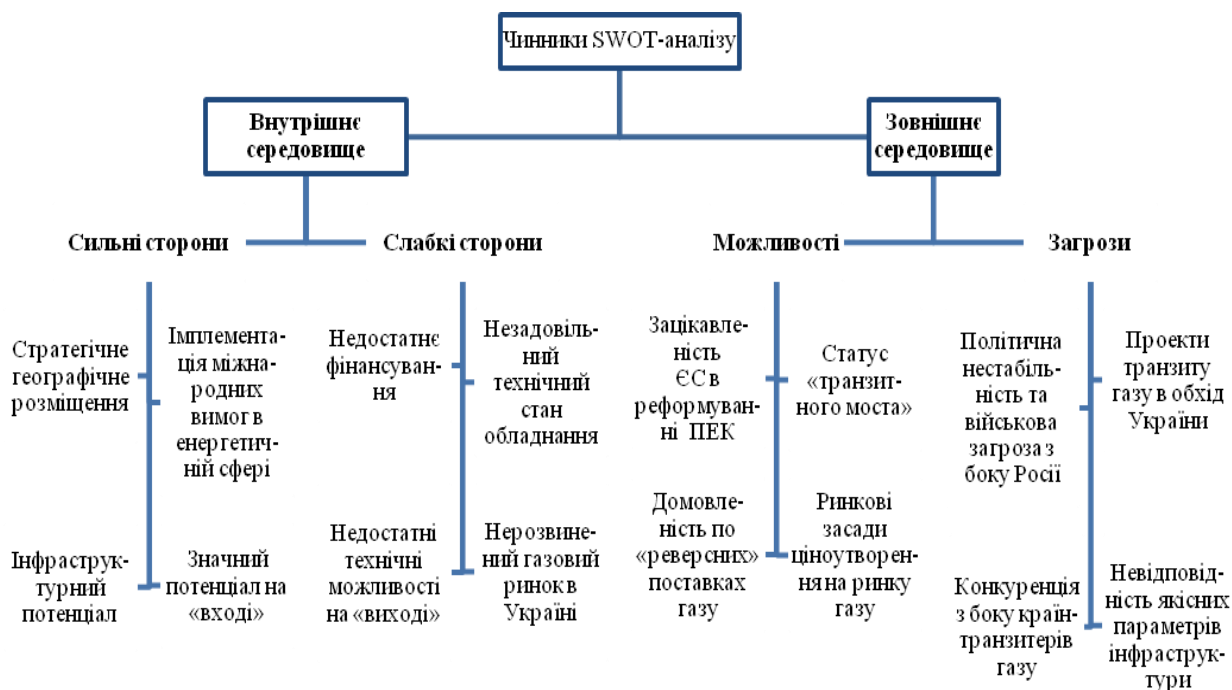 Чинники SWOT-аналізу
Внутрішнє
середовище
Зовнішнє
середовище
Сильні сторони
Слабкі сторони
Можливості
Загрози
Стратегічне
географічне
розміщення
Імплемента-
ція міжна-
родних
вимог в
енергетич-
ній сфері
Інфраструк-
турний
потенціал
Значний
потенціал на
«вході»
Недостатнє
фінансуван-
ня
Незадовіль-
ний
технічний
стан
обладнання
Недостатні
технічні
можливості
на «виході»
Нерозвине-
ний газовий
ринок в
Україні
Зацікавле-
ність
ЄС в
реформуван-
ні ПЕК
Статус
«транзит-
ного моста»
Домовле-
ність по
«реверсних»
поставках
газу
Ринкові
засади
ціноутворен-
ня на ринку
газу
Політична
нестабіль-
ність та
військова
загроза з
боку Росії
Проекти
транзиту
газу в обхід
України
Конкуренція
з боку країн-
транзитерів
газу
Невідповід-
ність якісних
параметрів
інфраструк-
тури